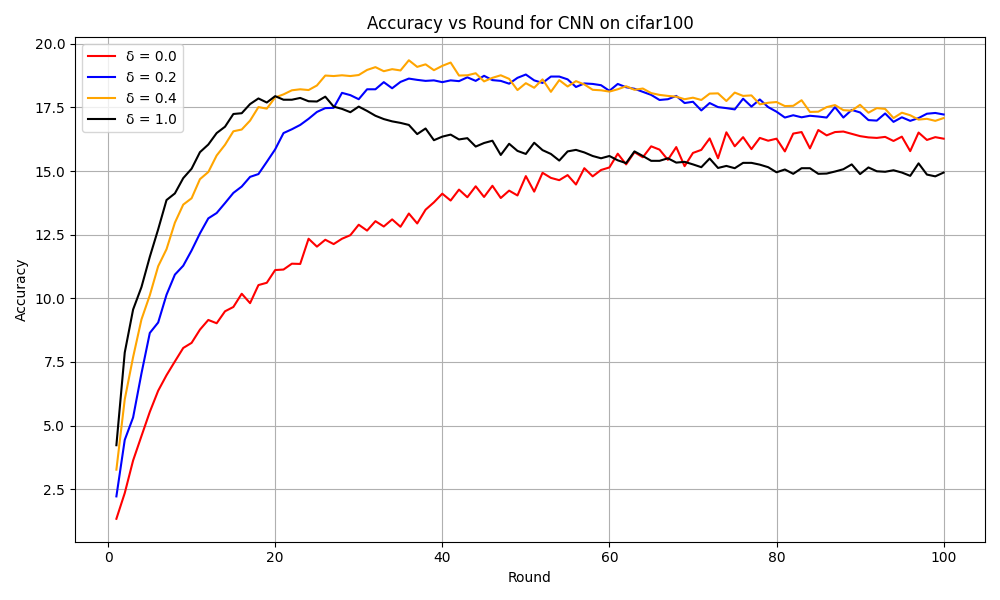 Accuracy vs Round for CNN on cifar100
δ = 0.0
δ = 0.2
δ = 0.4
δ = 1.0
Accuracy
20.0
17.5
15.0
12.5
10.0
7.5
5.0
2.5
0 20 40 60 80 100
Round